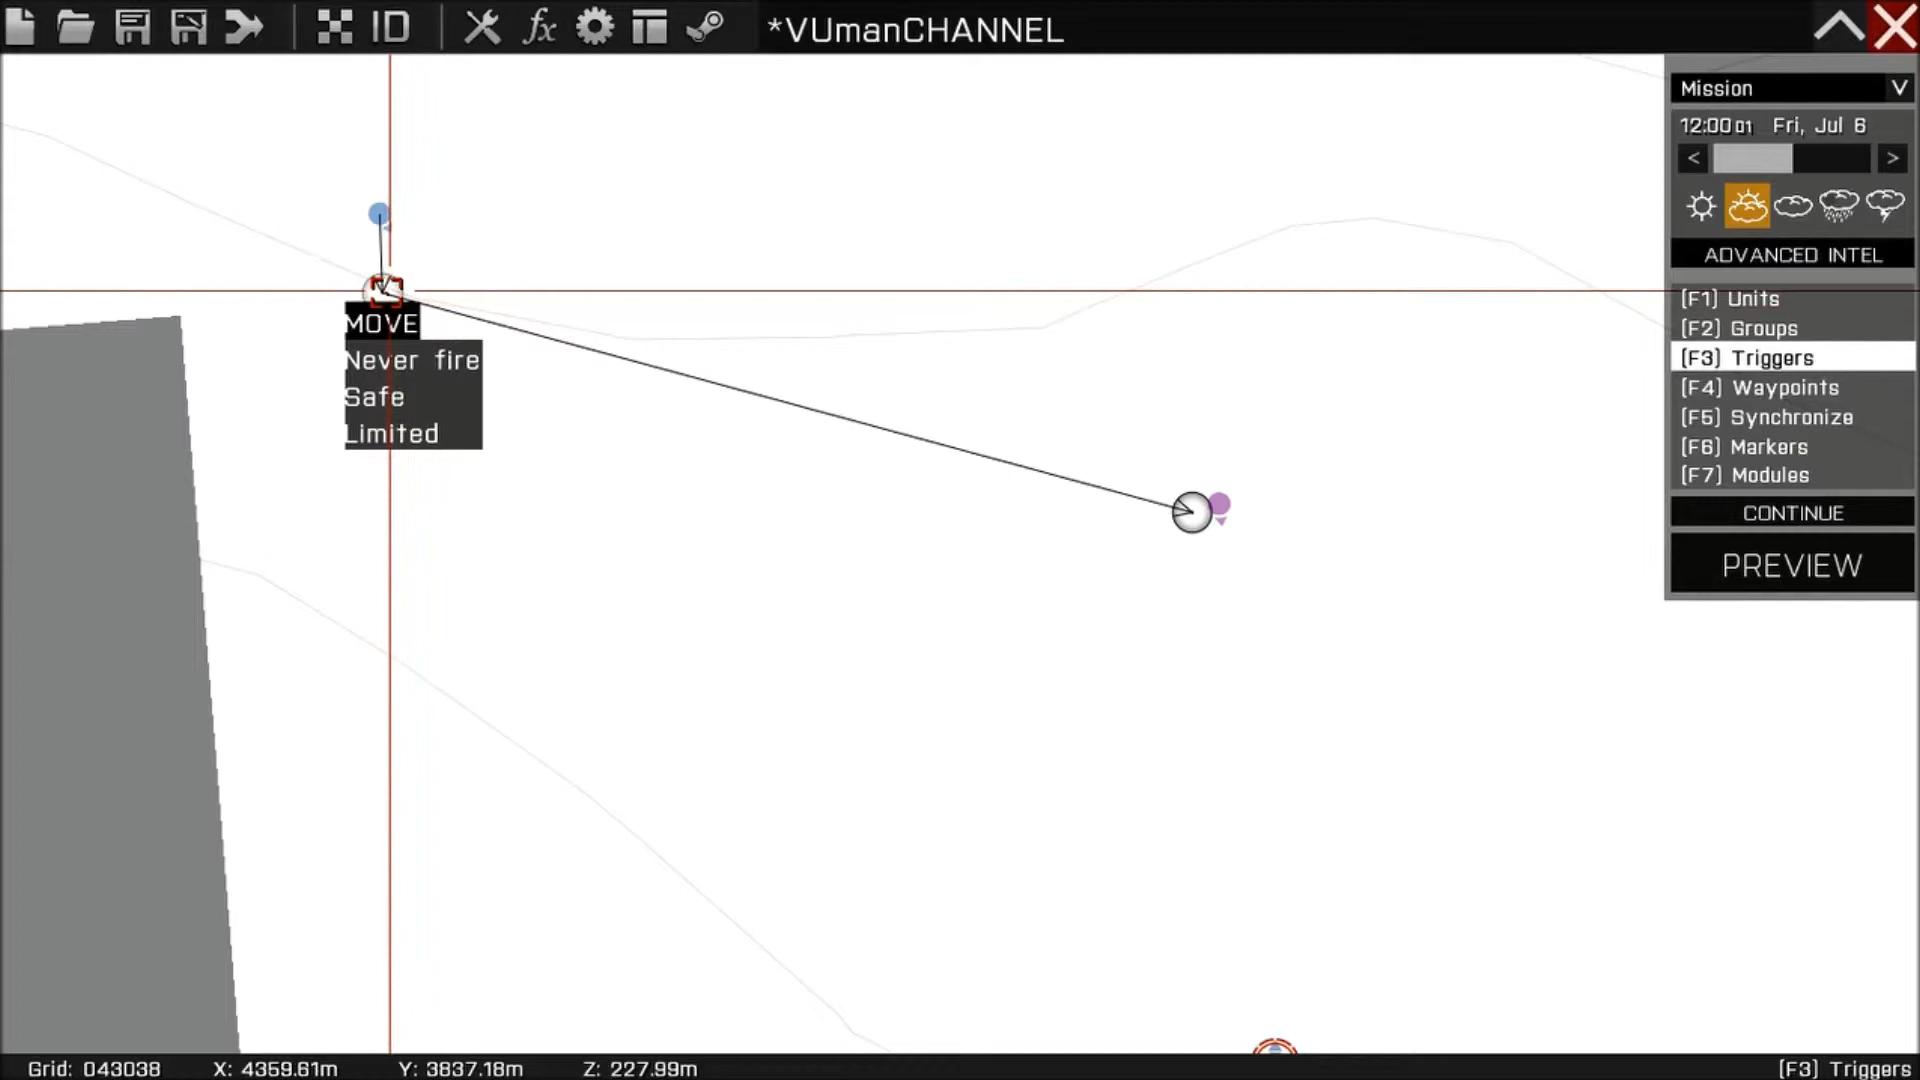 ID fx *VUmanCHANNEL
Mission V
12:00 01 Fri, Jul 6
< >
ADVANCED INTEL
(F1) Units
(F2) Groups
(F3) Triggers
(F4) Waypoints
(F5) Synchronize
(F6) Markers
(F7) Modules
CONTINUE
PREVIEW
MOVE
Never fire
Safe
Limited
Grid: 043038 X: 4359.61m Y: 3837.18m Z: 227.99m (F3) Triggers